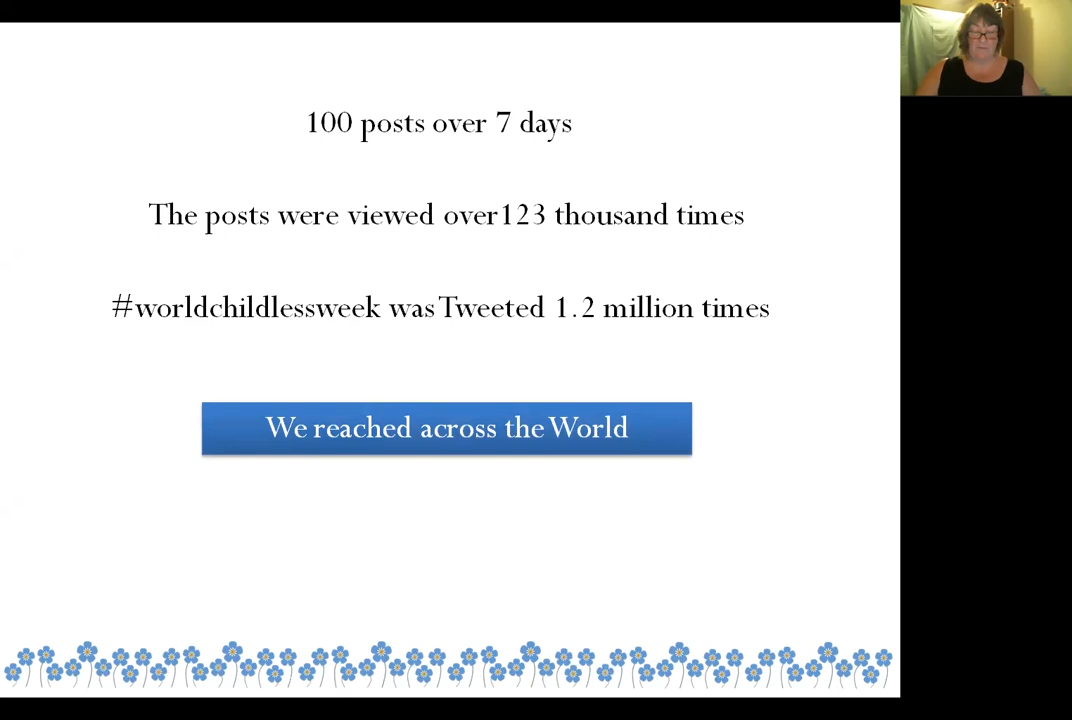 100 posts over 7 days
The posts were viewed over123 thousand times
#worldchildlessweek was Tweeted 1.2 million times
We reached across the World